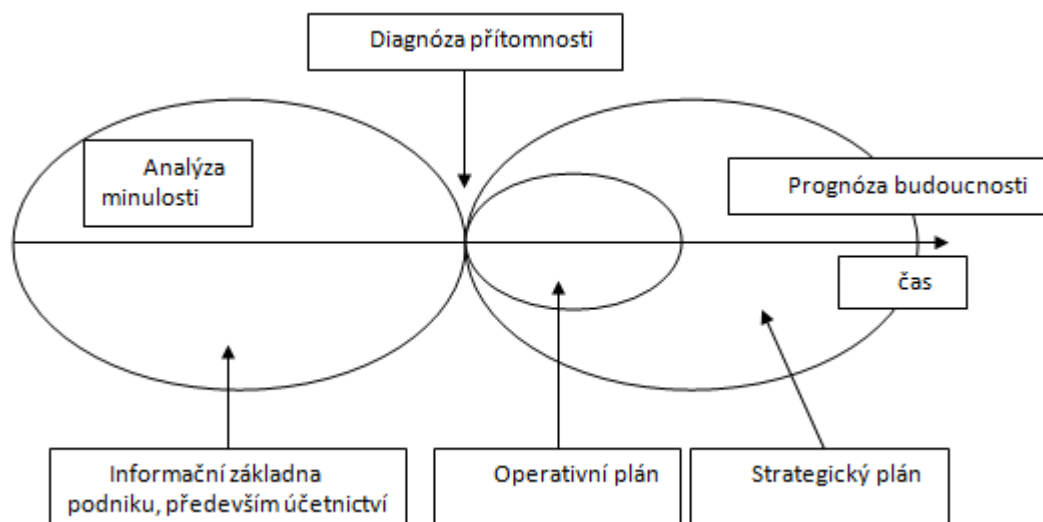 Diagnóza přítomnosti
Analýza
minulosti
Prognóza budoucnosti
čas
Informační základna
podniku, především účetnictví
Operativní plán
Strategický plán